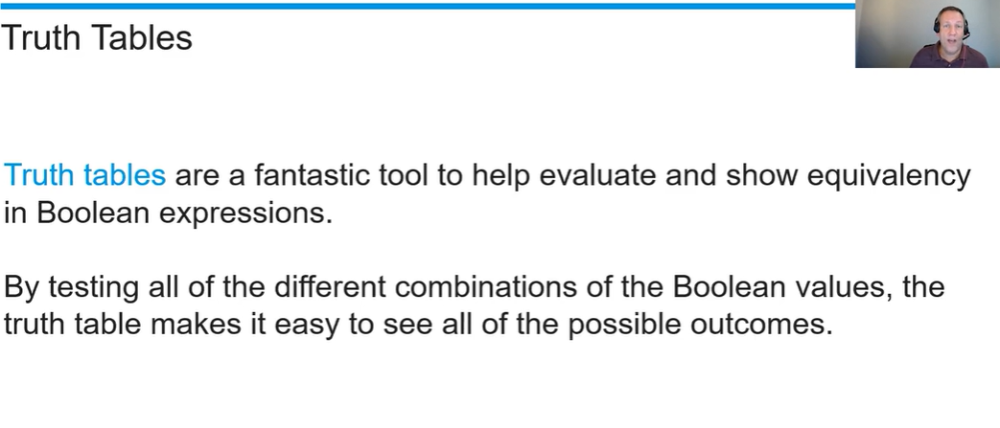 Truth Tables
Truth tables are a fantastic tool to help evaluate and show equivalency
in Boolean expressions.
By testing all of the different combinations of the Boolean values, the
truth table makes it easy to see all of the possible outcomes.